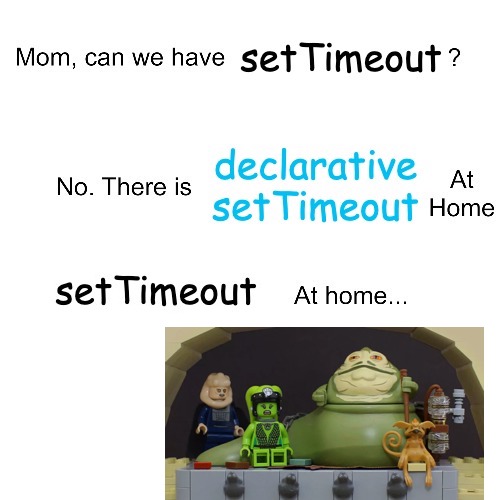 Mom, can we have setTimeout ?
No. There is declarative setTimeout At Home
setTimeout At home...